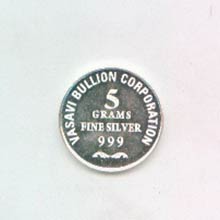 VASAVI BULLION CORPORATION
5
GRAMS
FINE SILVER
999